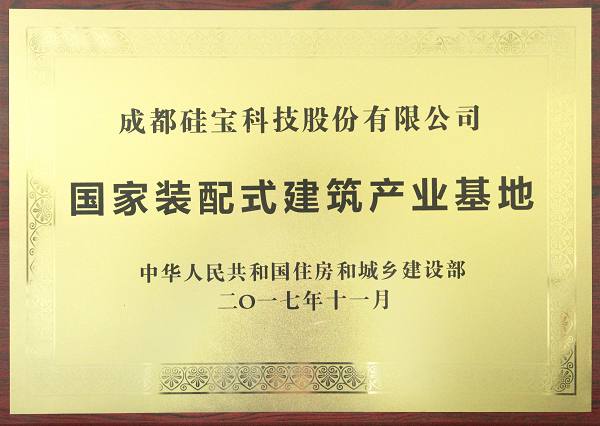 成都硅宝科技股份有限公司
国家装配式建筑产业基地
中华人民共和国住房和城乡建设部
二〇一七年十一月